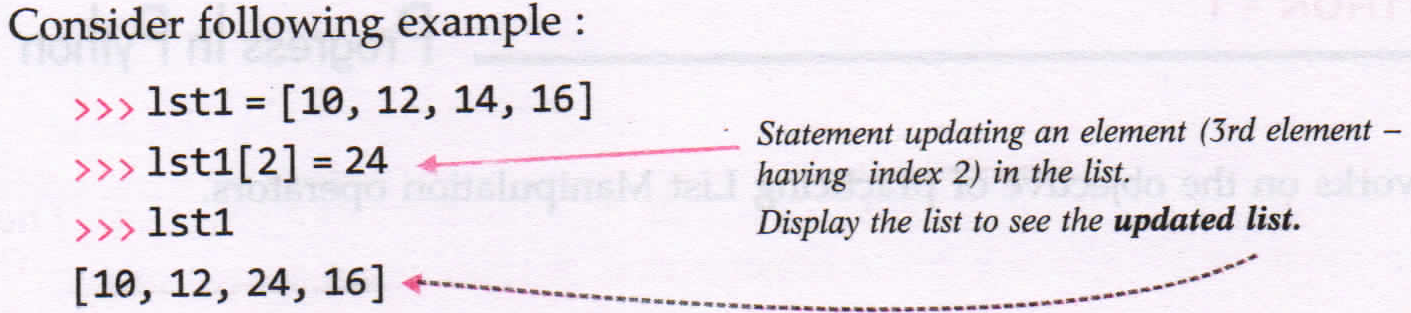 Consider following example :
>>> lst1 = [10, 12, 14, 16]
>>> lst1[2] = 24
Statement updating an element (3rd element –
having index 2) in the list.
>>> lst1
Display the list to see the updated list.
[10, 12, 24, 16]